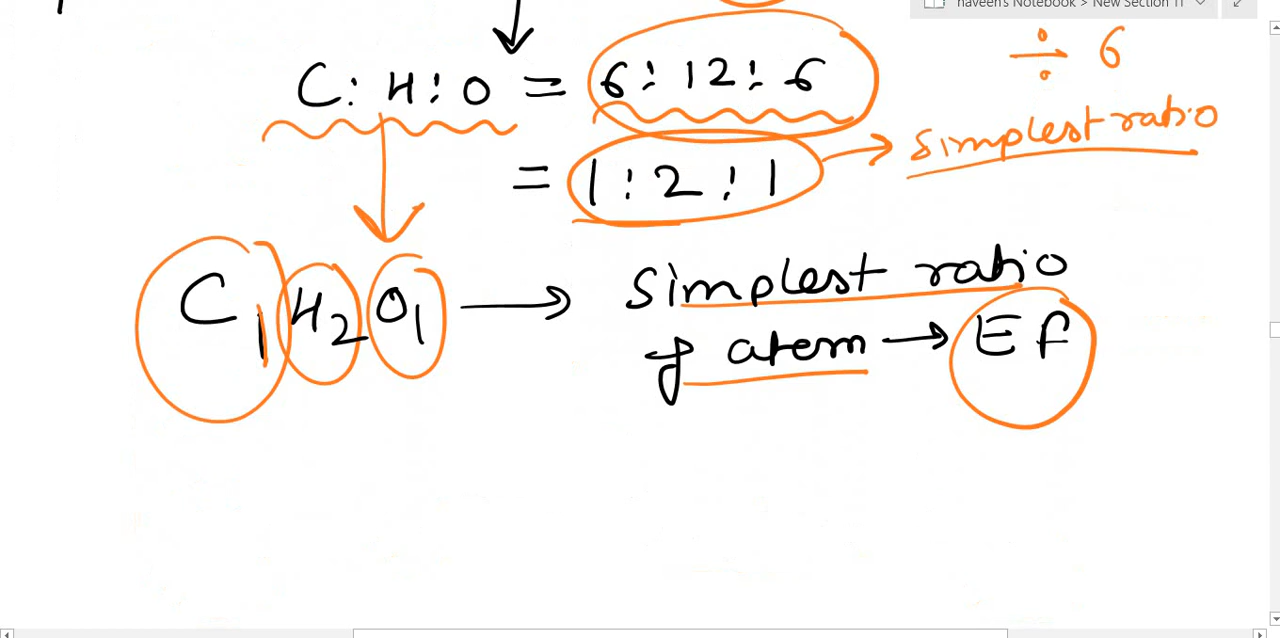 naveen's Notebook > New Section 11
÷ 6
C : H : O = 6 : 12 : 6
= 1 : 2 : 1 → simplest ratio
C1H2O1 → simplest ratio
of atom → EF